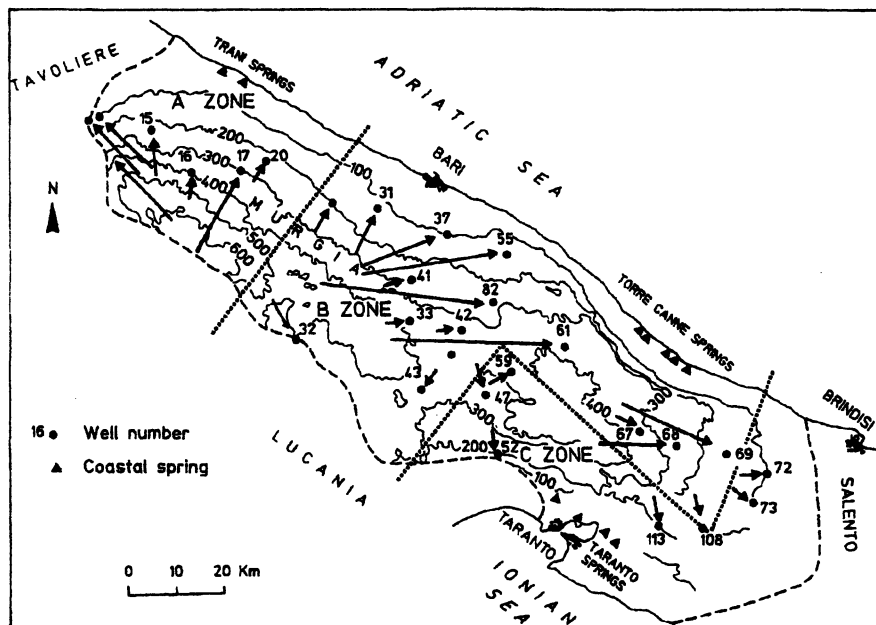 TAVOLIERE
TRANI SPRINGS
ADRIATIC SEA
A ZONE
15
200
100
300
16
17
20
400
BARI
N
MURGIA
31
37
500
600
55
41
82
TORRE CANNE SPRINGS
B ZONE
33
42
32
61
59
43
47
300
400
300
BRINDISI
16 Well number
Coastal spring
LUCANIA
200
52
C ZONE
67
68
69
72
73
100
SALENTO
TARANTO
TARANTO SPRINGS
113
108
0 10 20 Km
IONIAN SEA